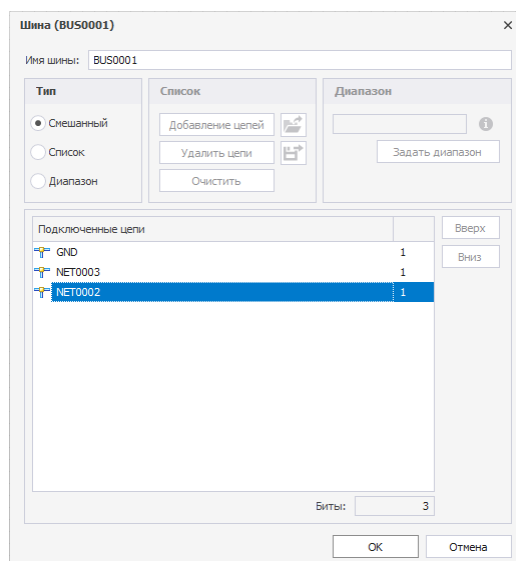 Шина (BUS0001)
Имя шины: BUS0001
Тип
Смешанный
Список
Диапазон
Список
Добавление цепей
Удалить цепи
Очистить
Диапазон
Задать диапазон
Подключенные цепи
GND 1
NET0003 1
NET0002 1
Вверх
Вниз
Биты: 3
OK Отмена